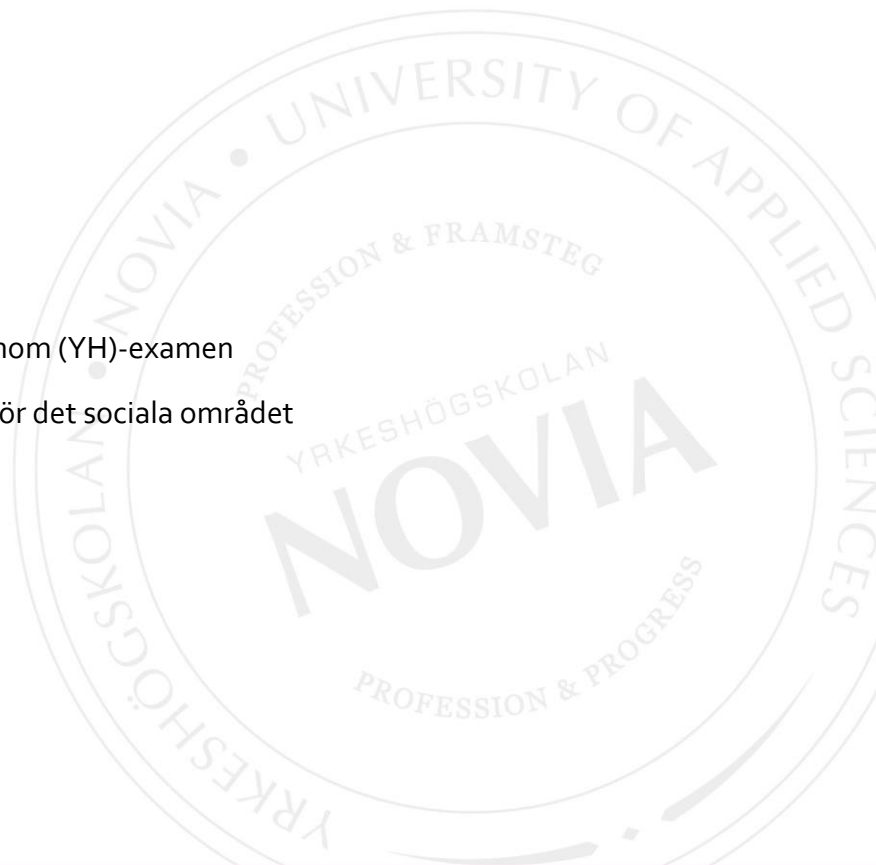 nom (YH)-examen
ör det sociala området
YRKESHÖGSKOLAN • NOVIA • UNIVERSITY OF APPLIED SCIENCES
PROFESSION & FRAMSTEG
YRKESHÖGSKOLAN
NOVIA
PROFESSION & PROGRESS